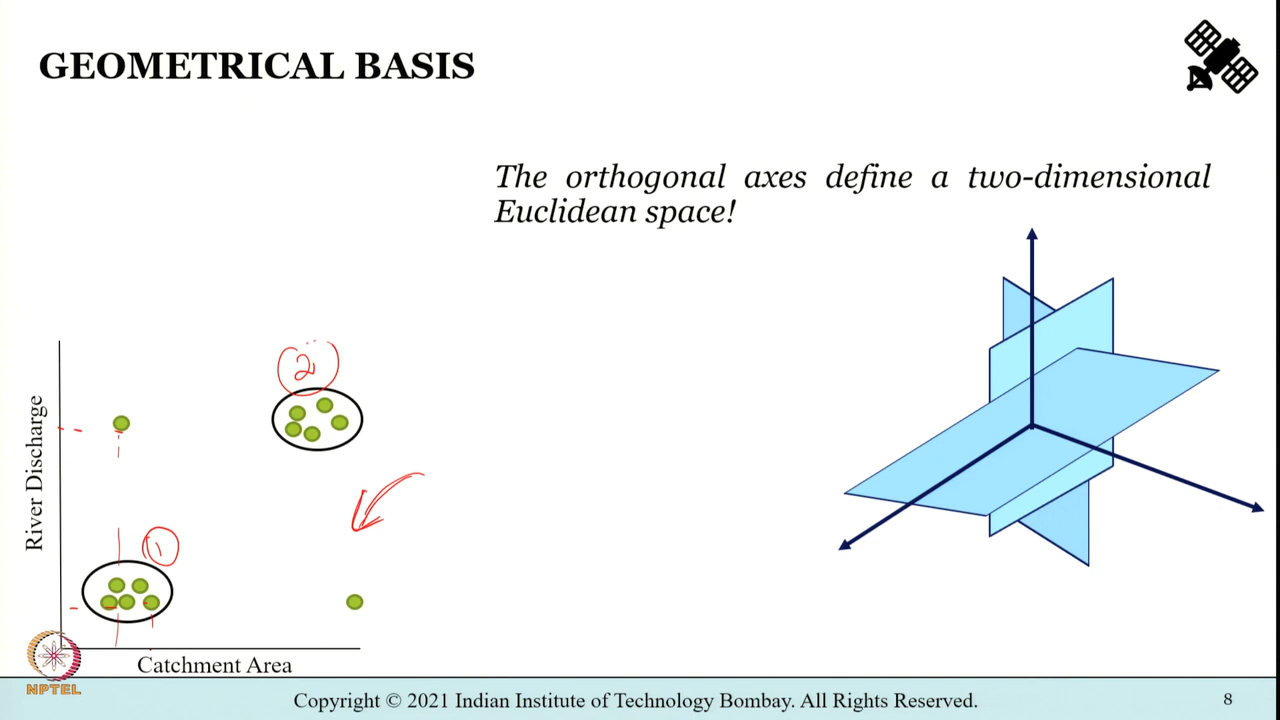 GEOMETRICAL BASIS
The orthogonal axes define a two-dimensional
Euclidean space!
2
River Discharge
1
Catchment Area
NPTEL
Copyright © 2021 Indian Institute of Technology Bombay. All Rights Reserved.
8